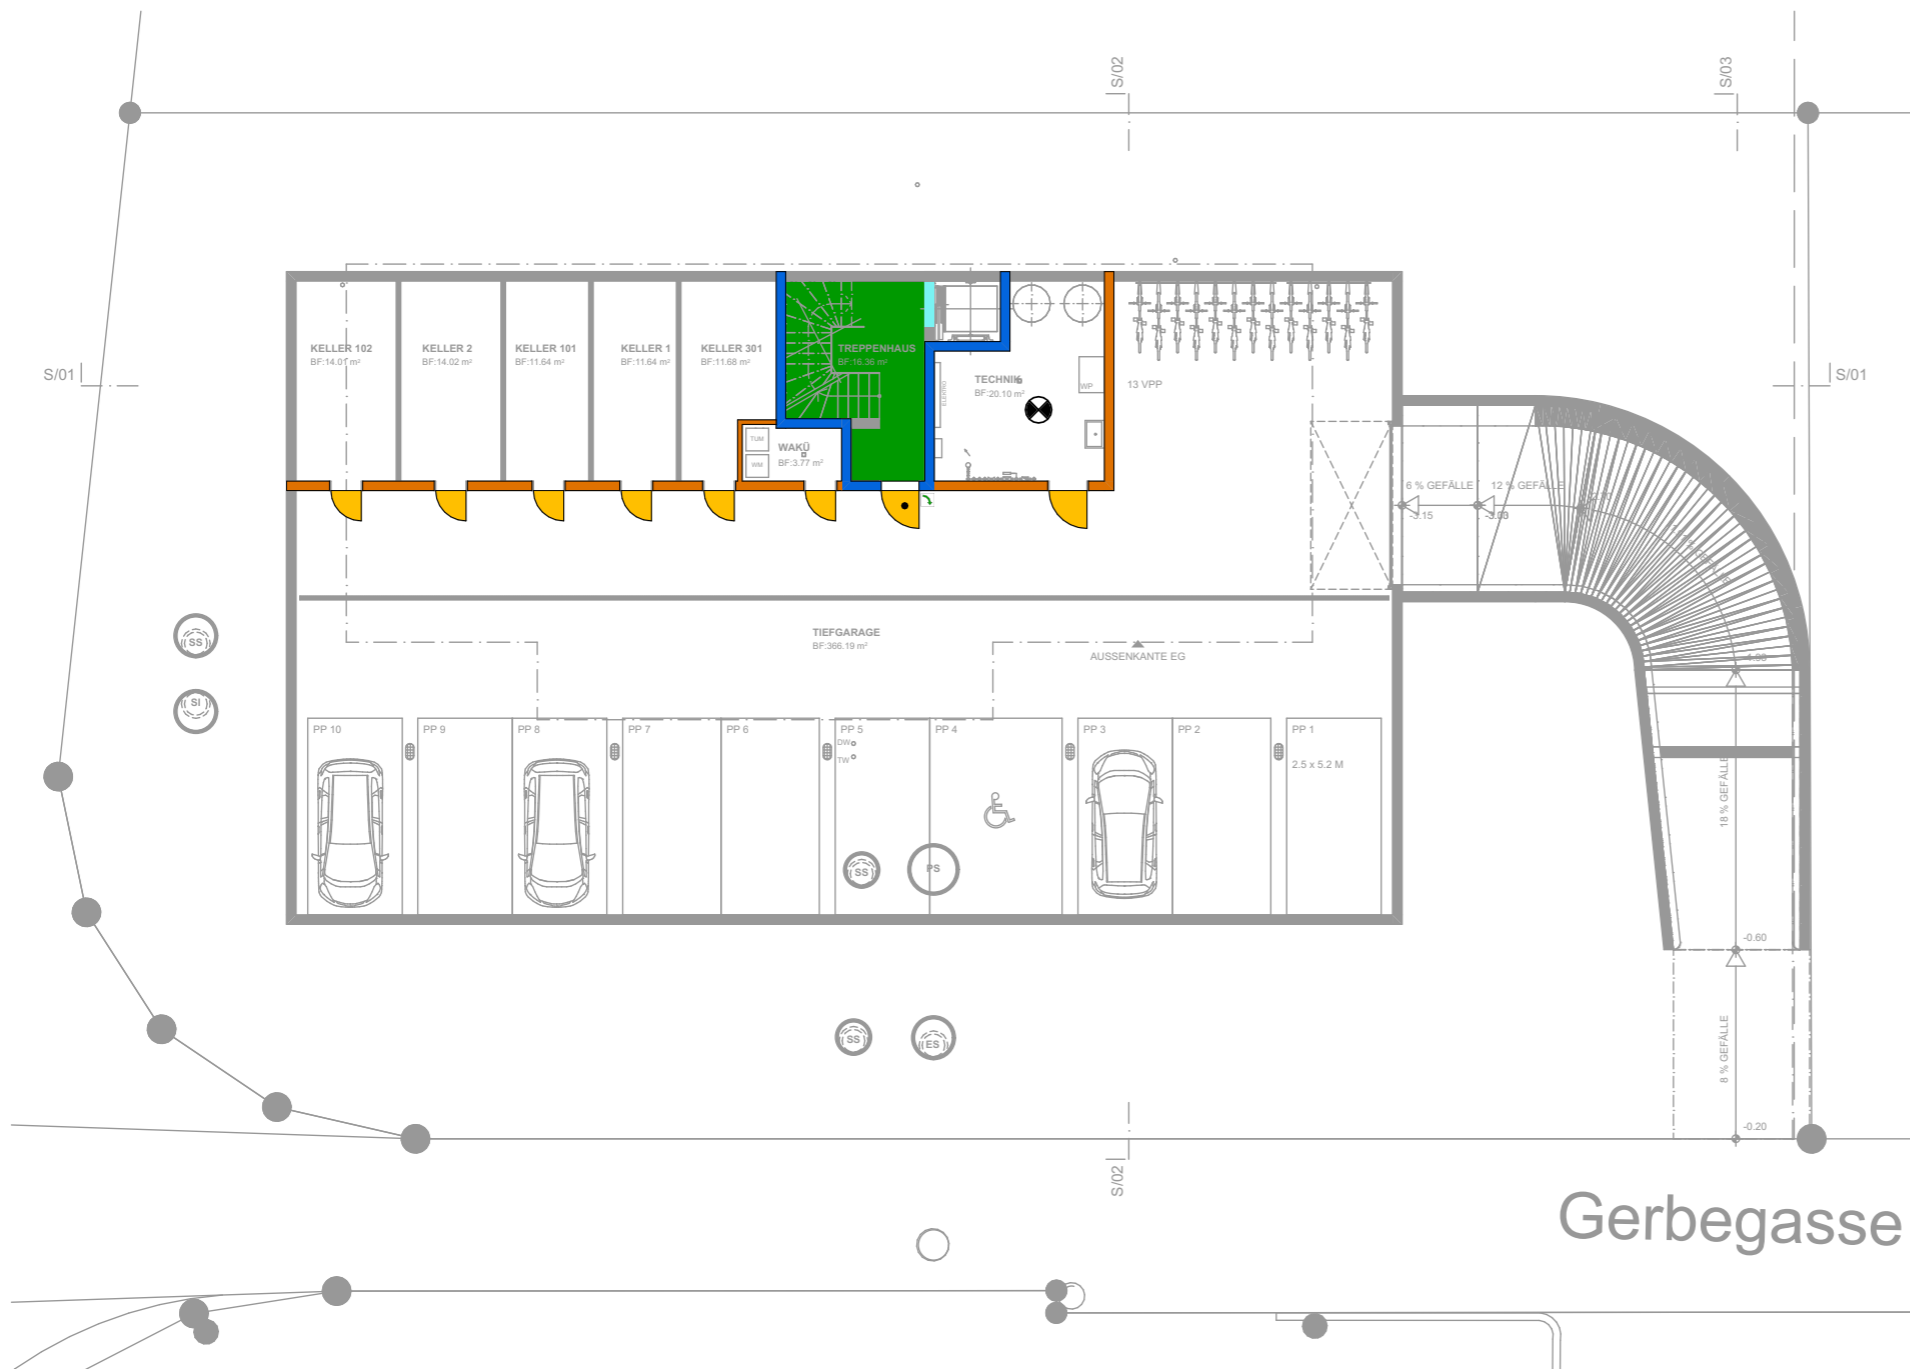 S/02
S/03
S/01
S/01
KELLER 102
BF:14.01 m²
KELLER 2
BF:14.02 m²
KELLER 101
BF:11.64 m²
KELLER 1
BF:11.64 m²
KELLER 301
BF:11.68 m²
TREPPENHAUS
BF:16.36 m²
ELEKTRO
TECHNIK
BF:20.10 m²
WP
13 VPP
TUM
WM
WAKÜ
BF:3.77 m²
6 % GEFÄLLE
12 % GEFÄLLE
-3.15
TIEFGARAGE
BF:366.19 m²
AUSSENKANTE EG
SS
SI
PP 10
PP 9
PP 8
PP 7
PP 6
PP 5
DW
TW
PP 4
PP 3
PP 2
PP 1
2.5 x 5.2 M
SS
PS
18 % GEFÄLLE
-0.60
SS
ES
8 % GEFÄLLE
-0.20
S/02
Gerbegasse